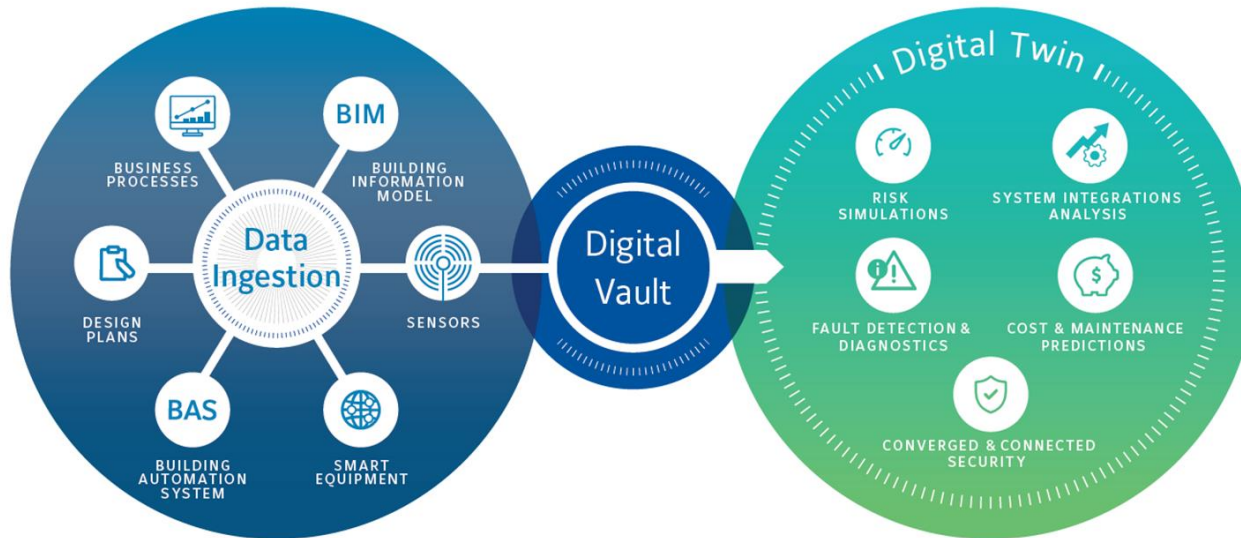 BUSINESS
PROCESSES
BIM
BUILDING
INFORMATION
MODEL
Data
Ingestion
DESIGN
PLANS
SENSORS
BAS
BUILDING
AUTOMATION
SYSTEM
SMART
EQUIPMENT
Digital
Vault
Digital Twin
RISK
SIMULATIONS
SYSTEM INTEGRATIONS
ANALYSIS
i
!
FAULT DETECTION &
DIAGNOSTICS
$
COST & MAINTENANCE
PREDICTIONS
CONVERGED & CONNECTED
SECURITY